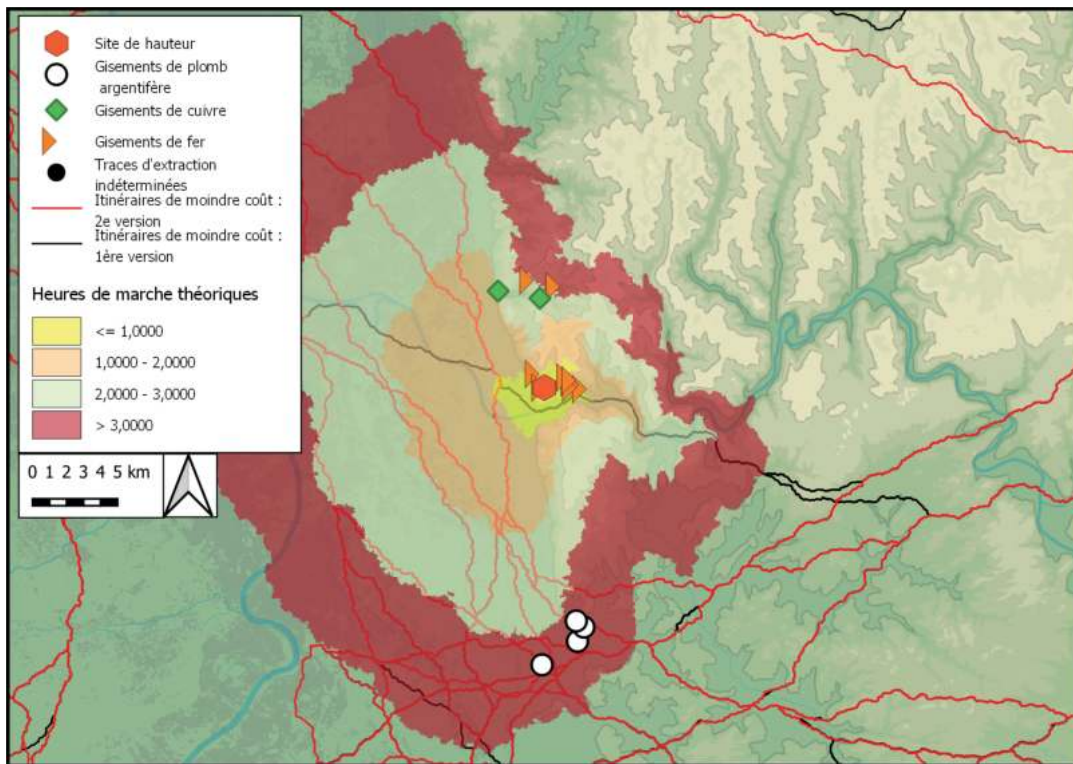 Site de hauteur
Gisements de plomb
argentifère
Gisements de cuivre
Gisements de fer
Traces d'extraction
indéterminées
Itinéraires de moindre coût :
2e version
Itinéraires de moindre coût :
1ère version
Heures de marche théoriques
<= 1,0000
1,0000 - 2,0000
2,0000 - 3,0000
> 3,0000
0 1 2 3 4 5 km